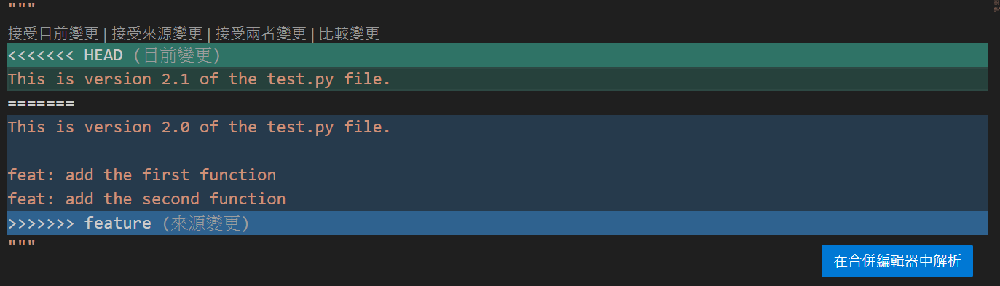 """
接受目前變更 | 接受來源變更 | 接受兩者變更 | 比較變更
<<<<<<< HEAD (目前變更)
This is version 2.1 of the test.py file.
=======
This is version 2.0 of the test.py file.
feat: add the first function
feat: add the second function
>>>>>>> feature (來源變更)
"""
在合併編輯器中解析